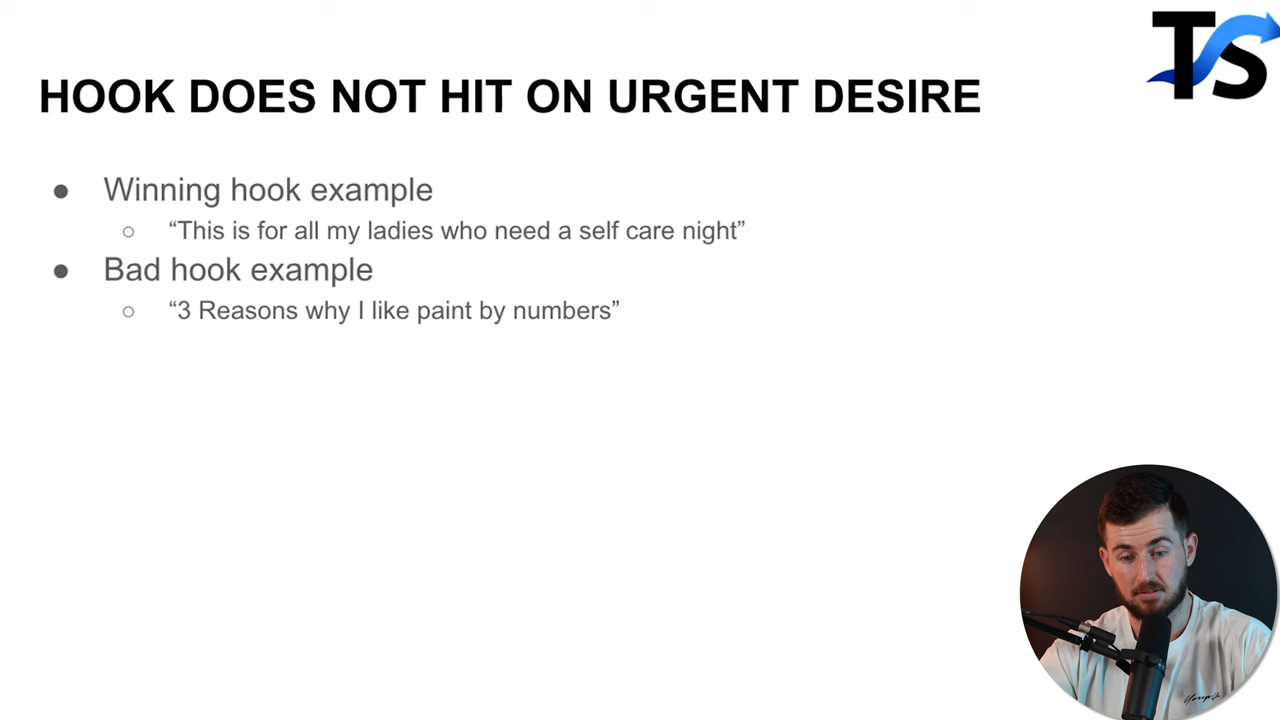 TS
HOOK DOES NOT HIT ON URGENT DESIRE
● Winning hook example
○ “This is for all my ladies who need a self care night”
● Bad hook example
○ “3 Reasons why I like paint by numbers”